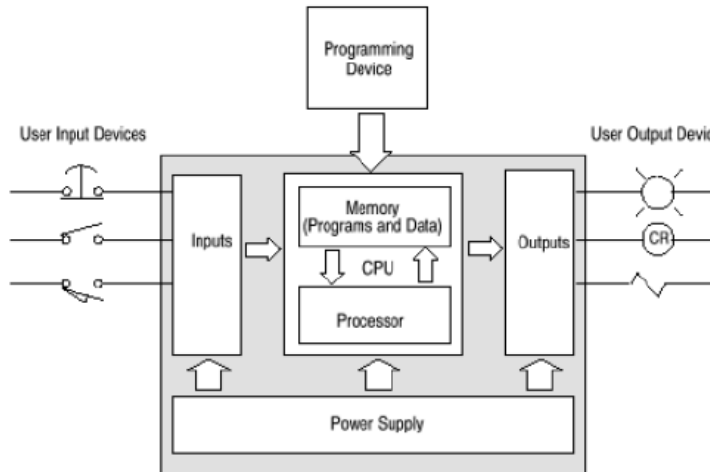 Programming
Device
User Input Devices
User Output Devic
Inputs
Memory
(Programs and Data)
CPU
Processor
Outputs
CR
Power Supply